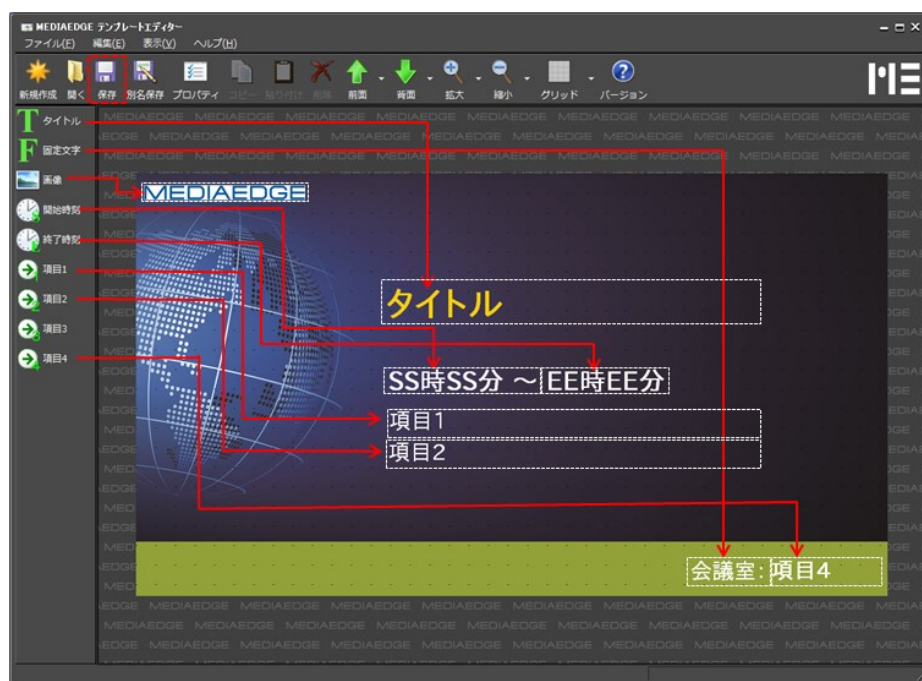 MEDIAEDGE テンプレートエディター
ファイル(F) 編集(E) 表示(V) ヘルプ(H)
新規作成 開く 保存 別名保存 プロパティ コピー 貼り付け 削除 前面 背面 拡大 縮小 グリッド バージョン
タイトル
固定文字
画像
開始時刻
終了時刻
項目1
項目2
項目3
項目4
MEDIAEDGE
タイトル
SS時SS分 ~ EE時EE分
項目1
項目2
会議室: 項目4